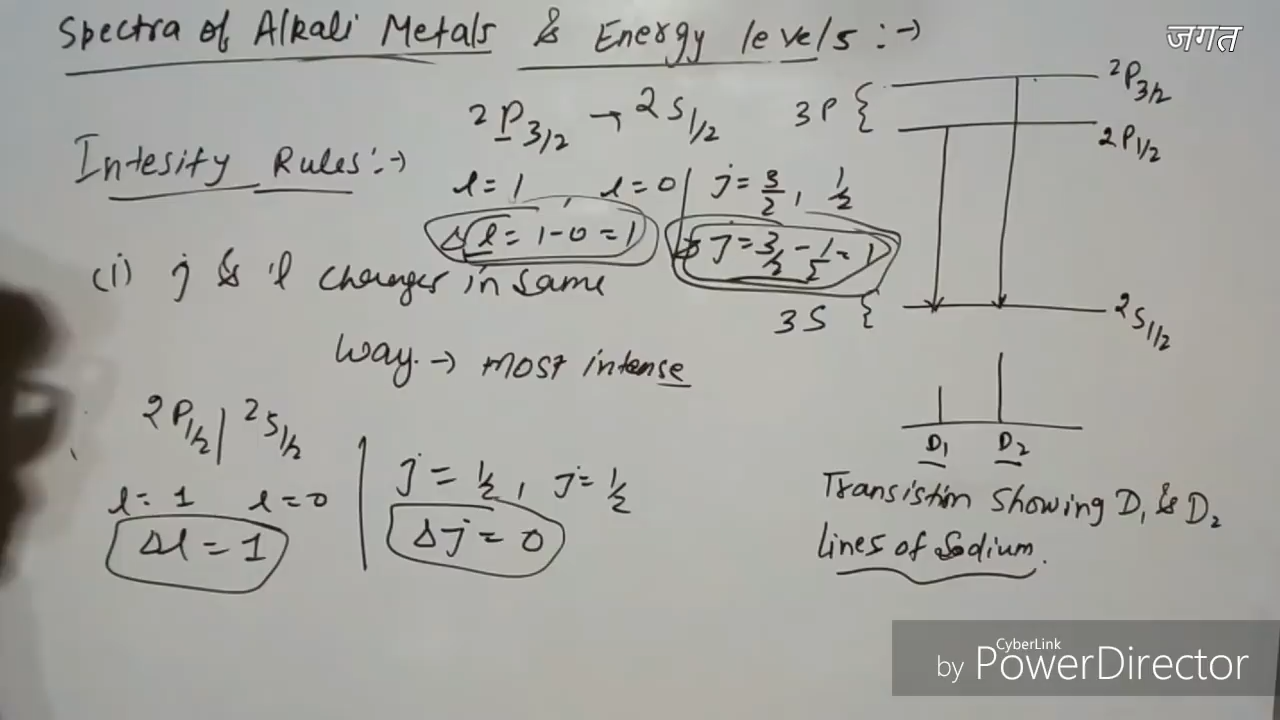 Spectra of Alkali Metals & Energy levels :→
जगत
Intesity Rules :→
2P3/2 → 2S1/2
l = 1 l = 0 | j = 3/2, 1/2
Δl = 1-0 = 1
Δj = 3/2 - 1/2 = 1
(i) j & 'l changes in same
way. → most intense
2P1/2 | 2S1/2
l = 1 l = 0
Δl = 1
j = 1/2, j = 1/2
Δj = 0
3P {
2P3/2
2P1/2
3S {
2S1/2
D1 D2
Transistion showing D1 & D2
lines of Sodium.
CyberLink
by PowerDirector